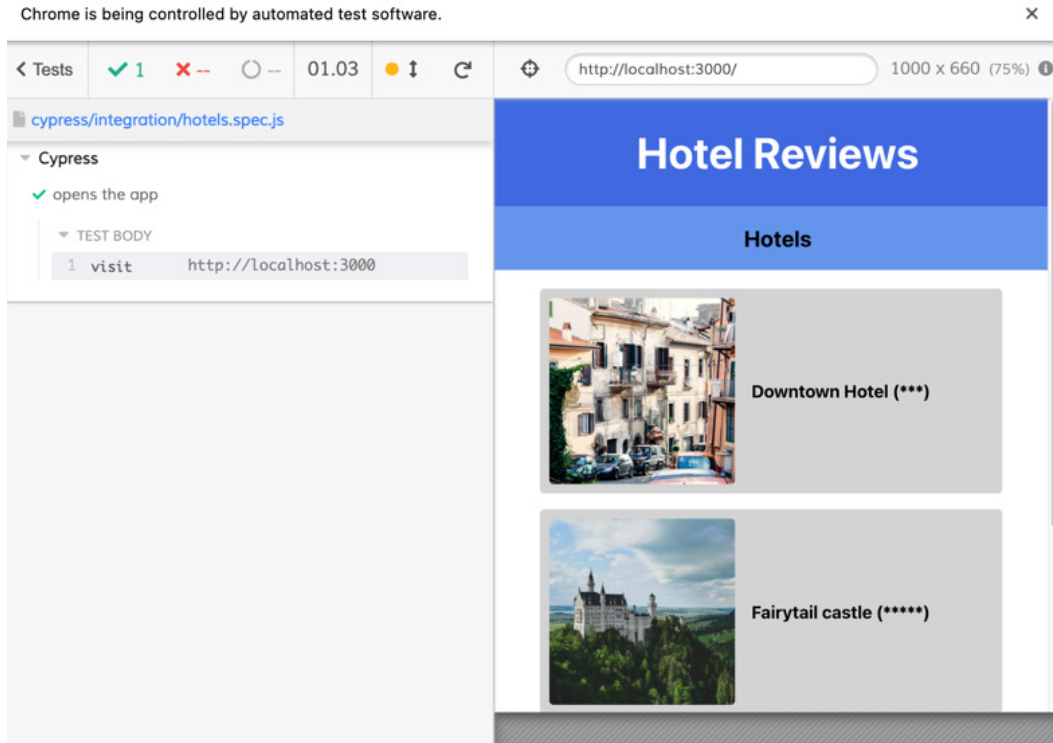 Chrome is being controlled by automated test software.
Tests 1 -- -- 01.03 http://localhost:3000/ 1000 x 660 (75%)
cypress/integration/hotels.spec.js
Cypress
opens the app
TEST BODY
1 visit http://localhost:3000
Hotel Reviews
Hotels
Downtown Hotel (***)
Fairytail castle (*****)